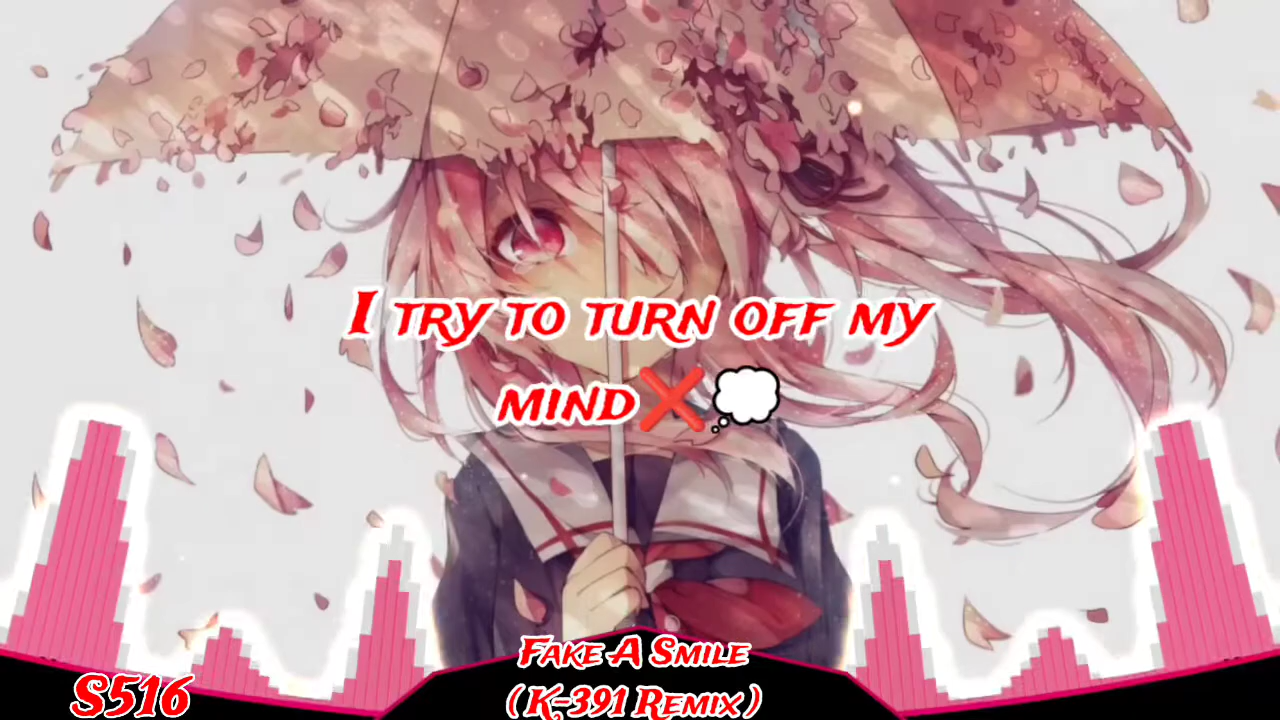 I try to turn off my
mind❌💭
Fake A Smile
(K-391 Remix)
S516